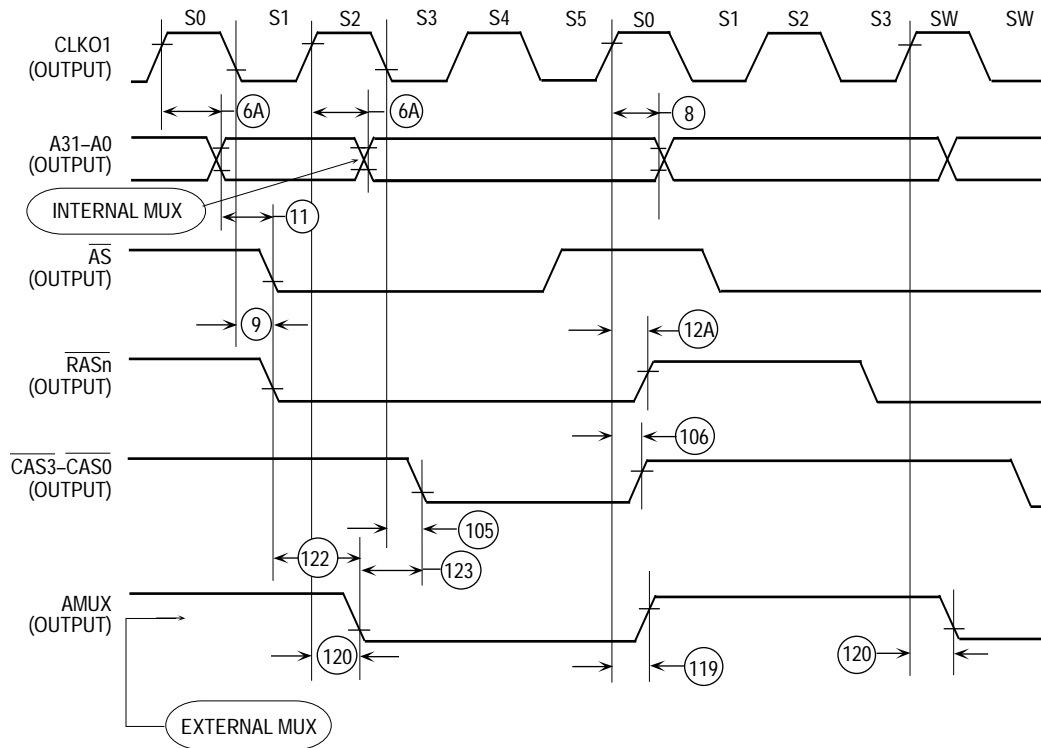 S0 S1 S2 S3 S4 S5 S0 S1 S2 S3 SW SW
CLKO1
(OUTPUT)
6A 6A 8
A31–A0
(OUTPUT)
INTERNAL MUX
11
AS
(OUTPUT)
9 12A
RASn
(OUTPUT)
106
CAS3–CAS0
(OUTPUT)
105
122 123
AMUX
(OUTPUT)
120 119 120
EXTERNAL MUX